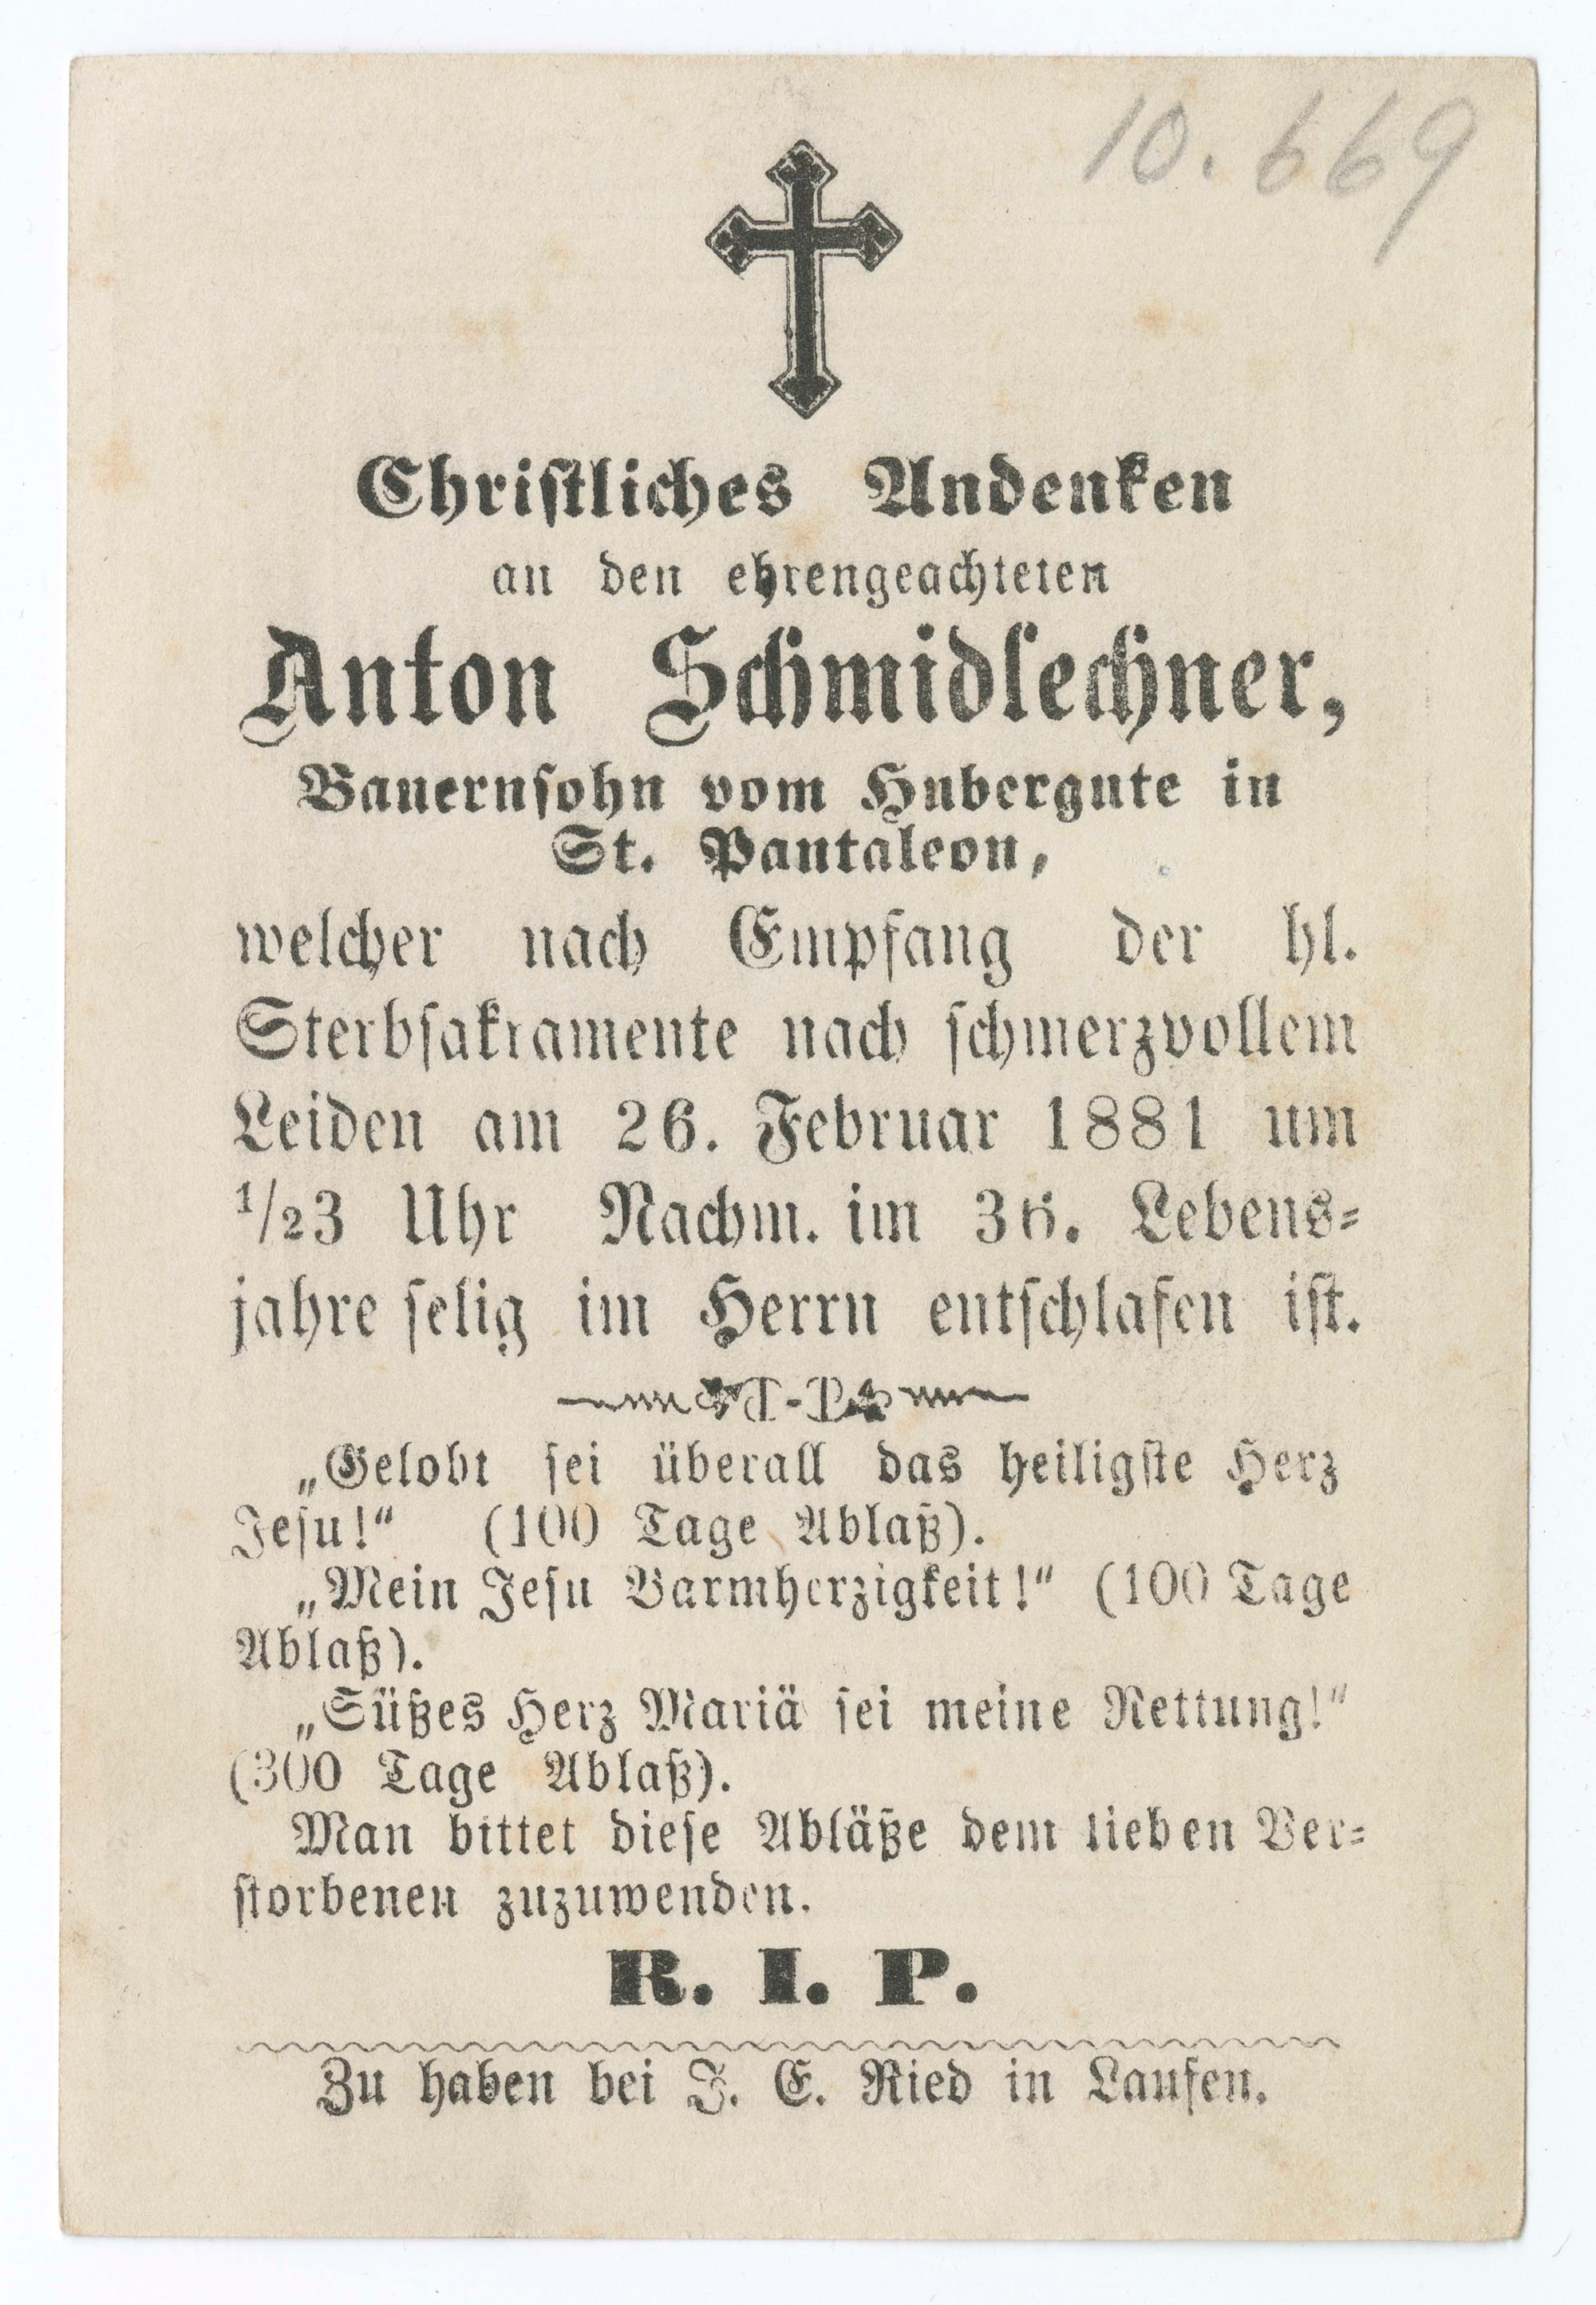 10.669
Christliches Andenken
an den ehrengeachteten
Anton Schmidlechner,
Bauernsohn vom Hubergute in
St. Pantaleon,
welcher nach Empfang der hl.
Sterbsakramente nach schmerzvollem
Leiden am 26. Februar 1881 um
1/23 Uhr Nachm. im 36. Lebens-
jahre selig im Herrn entschlafen ist.
„Gelobt sei überall das heiligste Herz
Jesu!“ (100 Tage Ablaß).
„Mein Jesu Barmherzigkeit!“ (100 Tage
Ablaß).
„Süßes Herz Mariä sei meine Rettung!“
(300 Tage Ablaß).
Man bittet diese Abläße dem lieben Ver-
storbenen zuzuwenden.
R. I. P.
Zu haben bei J. E. Ried in Laufen.